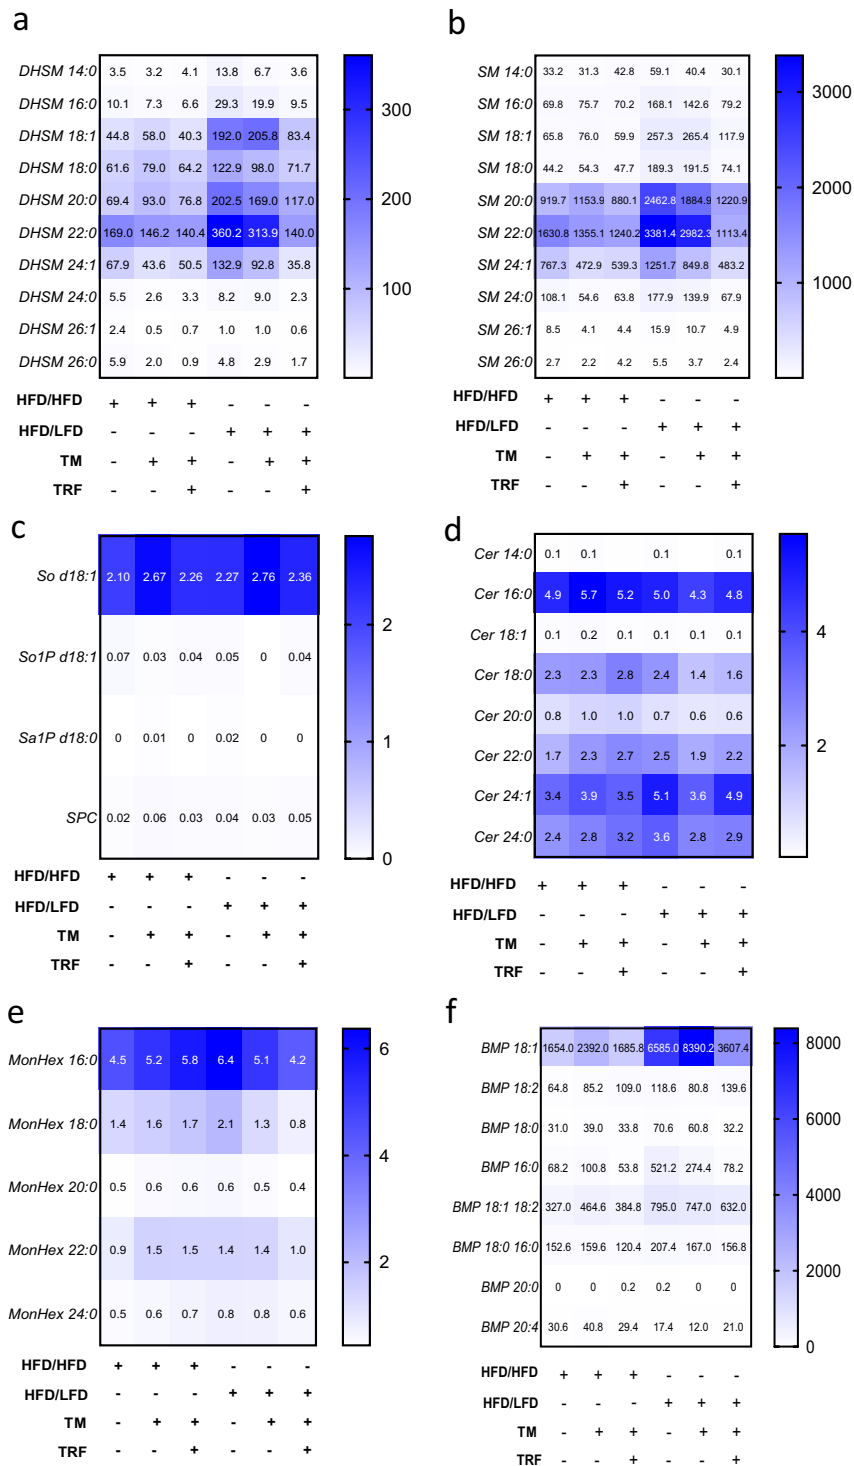 a
DHSM 14:0 3.5 3.2 4.1 13.8 6.7 3.6
DHSM 16:0 10.1 7.3 6.6 29.3 19.9 9.5
DHSM 18:1 44.8 58.0 40.3 192.0 205.8 83.4
DHSM 18:0 61.6 79.0 64.2 122.9 98.0 71.7
DHSM 20:0 69.4 93.0 76.8 202.5 169.0 117.0
DHSM 22:0 169.0 146.2 140.4 360.2 313.9 140.0
DHSM 24:1 67.9 43.6 50.5 132.9 92.8 35.8
DHSM 24:0 5.5 2.6 3.3 8.2 9.0 2.3
DHSM 26:1 2.4 0.5 0.7 1.0 1.0 0.6
DHSM 26:0 5.9 2.0 0.9 4.8 2.9 1.7
300
200
100
HFD/HFD + + + - - -
HFD/LFD - - - + + +
TM - + + - + +
TRF - - + - - +
b
SM 14:0 33.2 31.3 42.8 59.1 40.4 30.1
SM 16:0 69.8 75.7 70.2 168.1 142.6 79.2
SM 18:1 65.8 76.0 59.9 257.3 265.4 117.9
SM 18:0 44.2 54.3 47.7 189.3 191.5 74.1
SM 20:0 919.7 1153.9 880.1 2462.8 1884.9 1220.9
SM 22:0 1630.8 1355.1 1240.2 3381.4 2982.3 1113.4
SM 24:1 767.3 472.9 539.3 1251.7 849.8 483.2
SM 24:0 108.1 54.6 63.8 177.9 139.9 67.9
SM 26:1 8.5 4.1 4.4 15.9 10.7 4.9
SM 26:0 2.7 2.2 4.2 5.5 3.7 2.4
3000
2000
1000
HFD/HFD + + + - - -
HFD/LFD - - - + + +
TM - + + - + +
TRF - - + - - +
c
So d18:1 2.10 2.67 2.26 2.27 2.76 2.36
So1P d18:1 0.07 0.03 0.04 0.05 0 0.04
Sa1P d18:0 0 0.01 0 0.02 0 0
SPC 0.02 0.06 0.03 0.04 0.03 0.05
2
1
0
HFD/HFD + + + - - -
HFD/LFD - - - + + +
TM - + + - + +
TRF - - + - - +
d
Cer 14:0 0.1 0.1 0.1 0.1
Cer 16:0 4.9 5.7 5.2 5.0 4.3 4.8
Cer 18:1 0.1 0.2 0.1 0.1 0.1 0.1
Cer 18:0 2.3 2.3 2.8 2.4 1.4 1.6
Cer 20:0 0.8 1.0 1.0 0.7 0.6 0.6
Cer 22:0 1.7 2.3 2.7 2.5 1.9 2.2
Cer 24:1 3.4 3.9 3.5 5.1 3.6 4.9
Cer 24:0 2.4 2.8 3.2 3.6 2.8 2.9
4
2
HFD/HFD + + + - - -
HFD/LFD - - - + + +
TM - + + - + +
TRF - - + - - +
e
MonHex 16:0 4.5 5.2 5.8 6.4 5.1 4.2
MonHex 18:0 1.4 1.6 1.7 2.1 1.3 0.8
MonHex 20:0 0.5 0.6 0.6 0.6 0.5 0.4
MonHex 22:0 0.9 1.5 1.5 1.4 1.4 1.0
MonHex 24:0 0.5 0.6 0.7 0.8 0.8 0.6
6
4
2
HFD/HFD + + + - - -
HFD/LFD - - - + + +
TM - + + - + +
TRF - - + - - +
f
BMP 18:1 1654.0 2392.0 1685.8 6585.0 8390.2 3607.4
BMP 18:2 64.8 85.2 109.0 118.6 80.8 139.6
BMP 18:0 31.0 39.0 33.8 70.6 60.8 32.2
BMP 16:0 68.2 100.8 53.8 521.2 274.4 78.2
BMP 18:1 18:2 327.0 464.6 384.8 795.0 747.0 632.0
BMP 18:0 16:0 152.6 159.6 120.4 207.4 167.0 156.8
BMP 20:0 0 0 0.2 0.2 0 0
BMP 20:4 30.6 40.8 29.4 17.4 12.0 21.0
8000
6000
4000
2000
0
HFD/HFD + + + - - -
HFD/LFD - - - + + +
TM - + + - + +
TRF - - + - - +